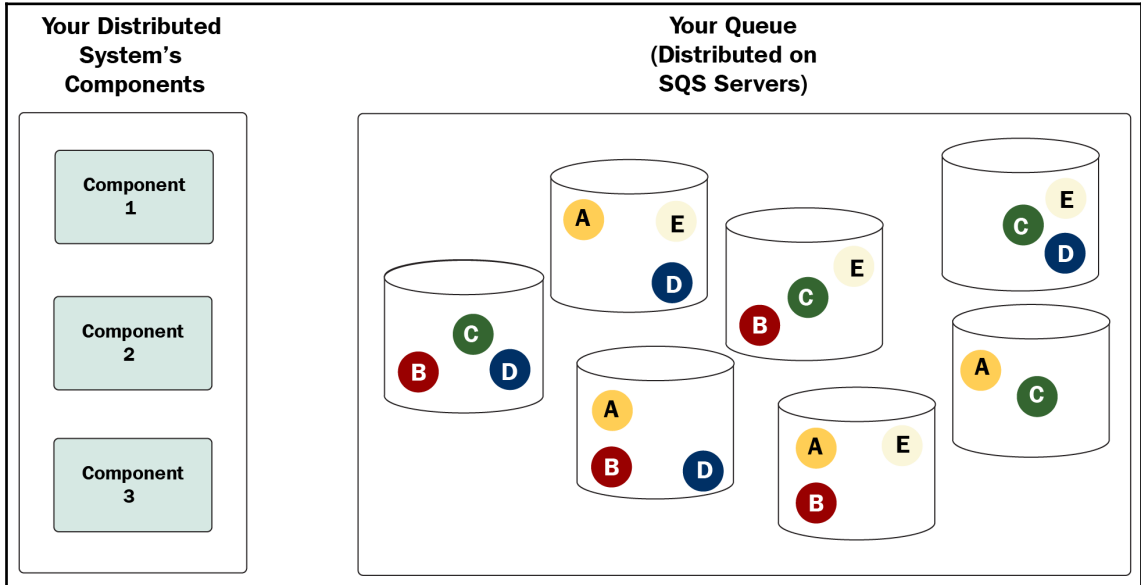 Your Distributed
System's
Components
Component
1
Component
2
Component
3
Your Queue
(Distributed on
SQS Servers)
C
B
D
A
E
D
A
B
D
E
C
B
A
E
B
E
C
D
A
C